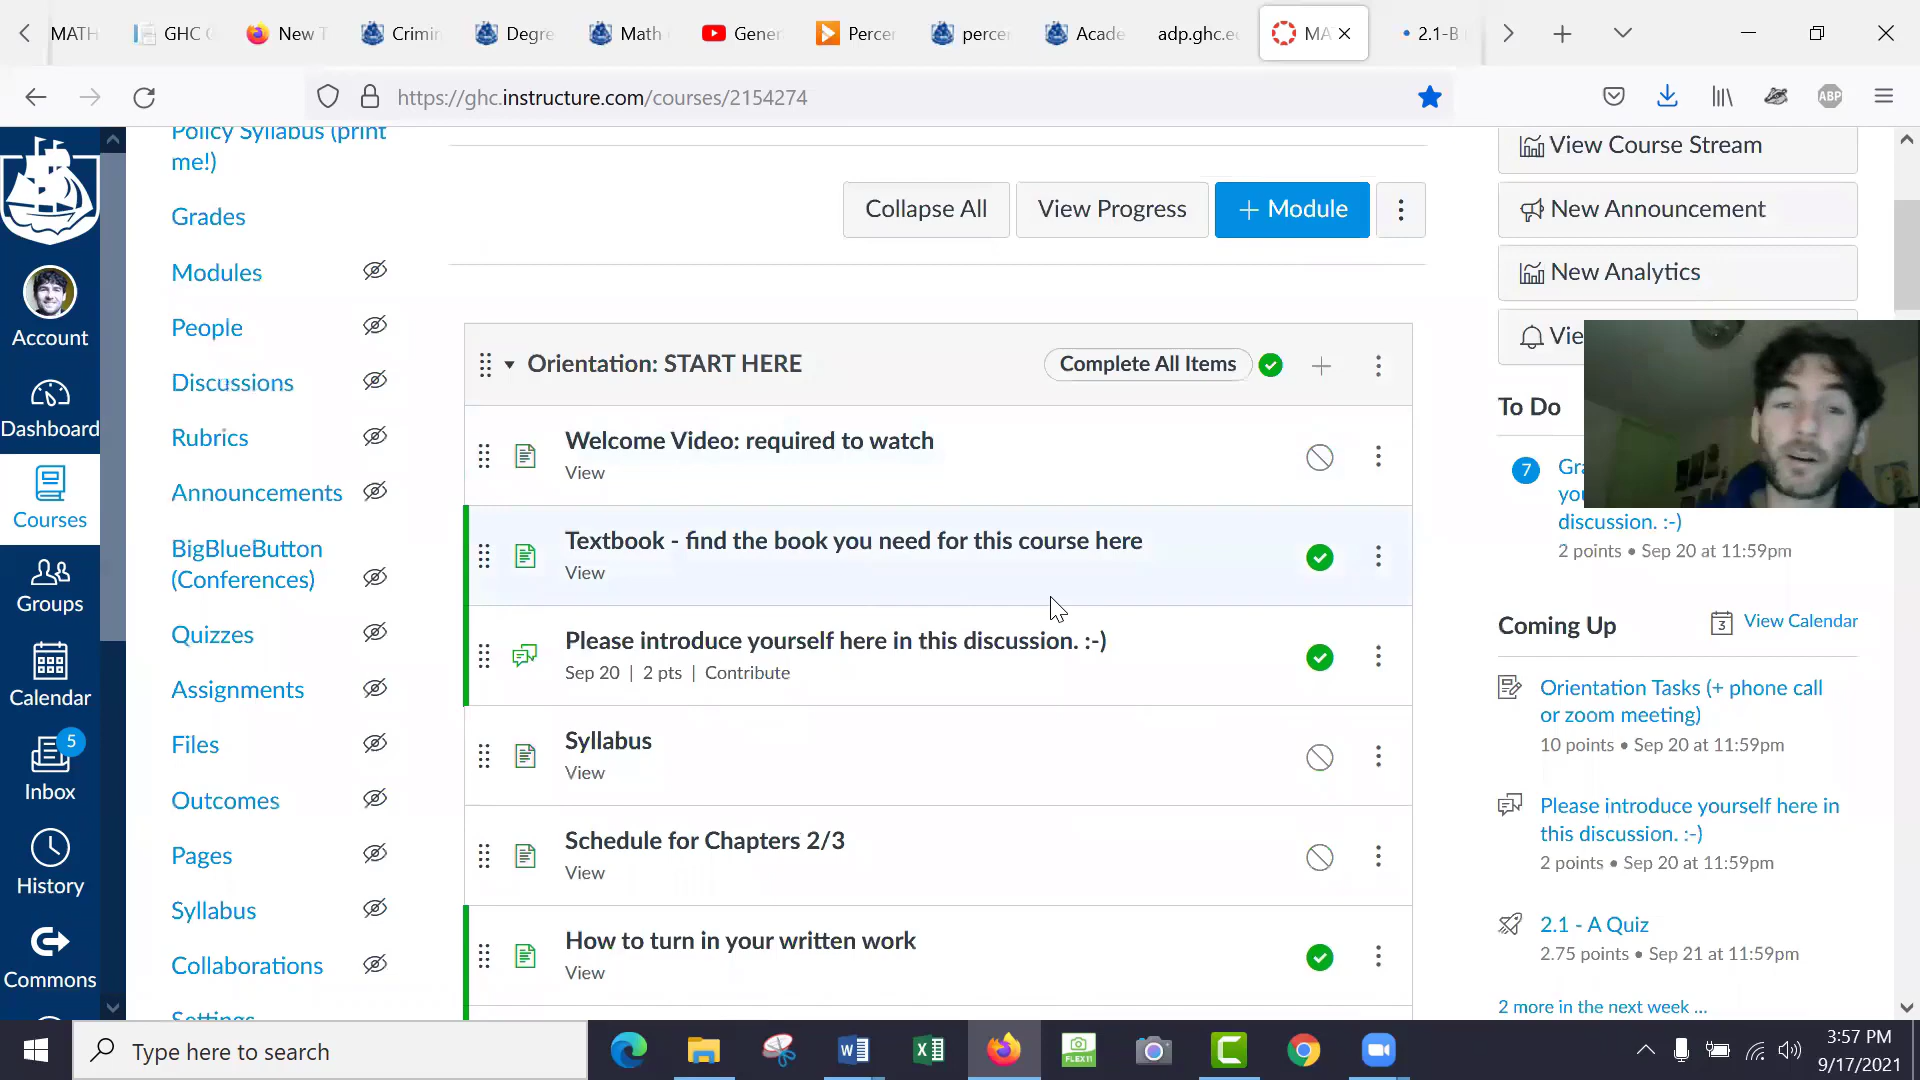 MATH
GHC
New T
Crimin
Degre
Math
Gener
Percer
percer
Acade
adp.ghc.e
MA
2.1-B
https://ghc.instructure.com/courses/2154274
ABP
Account
Dashboard
Courses
Groups
Calendar
5
Inbox
History
Commons
Policy Syllabus (print
me!)
Grades
Modules
People
Discussions
Rubrics
Announcements
BigBlueButton
(Conferences)
Quizzes
Assignments
Files
Outcomes
Pages
Syllabus
Collaborations
Settings
Collapse All
View Progress
+ Module
Orientation: START HERE
Complete All Items
Welcome Video: required to watch
View
Textbook - find the book you need for this course here
View
Please introduce yourself here in this discussion. :-)
Sep 20 | 2 pts | Contribute
Syllabus
View
Schedule for Chapters 2/3
View
How to turn in your written work
View
View Course Stream
New Announcement
New Analytics
Vie
To Do
7
Gra
you
discussion. :-)
2 points • Sep 20 at 11:59pm
Coming Up
3
View Calendar
Orientation Tasks (+ phone call
or zoom meeting)
10 points • Sep 20 at 11:59pm
Please introduce yourself here in
this discussion. :-)
2 points • Sep 20 at 11:59pm
2.1 - A Quiz
2.75 points • Sep 21 at 11:59pm
2 more in the next week ...
Type here to search
FLEX11
3:57 PM
9/17/2021